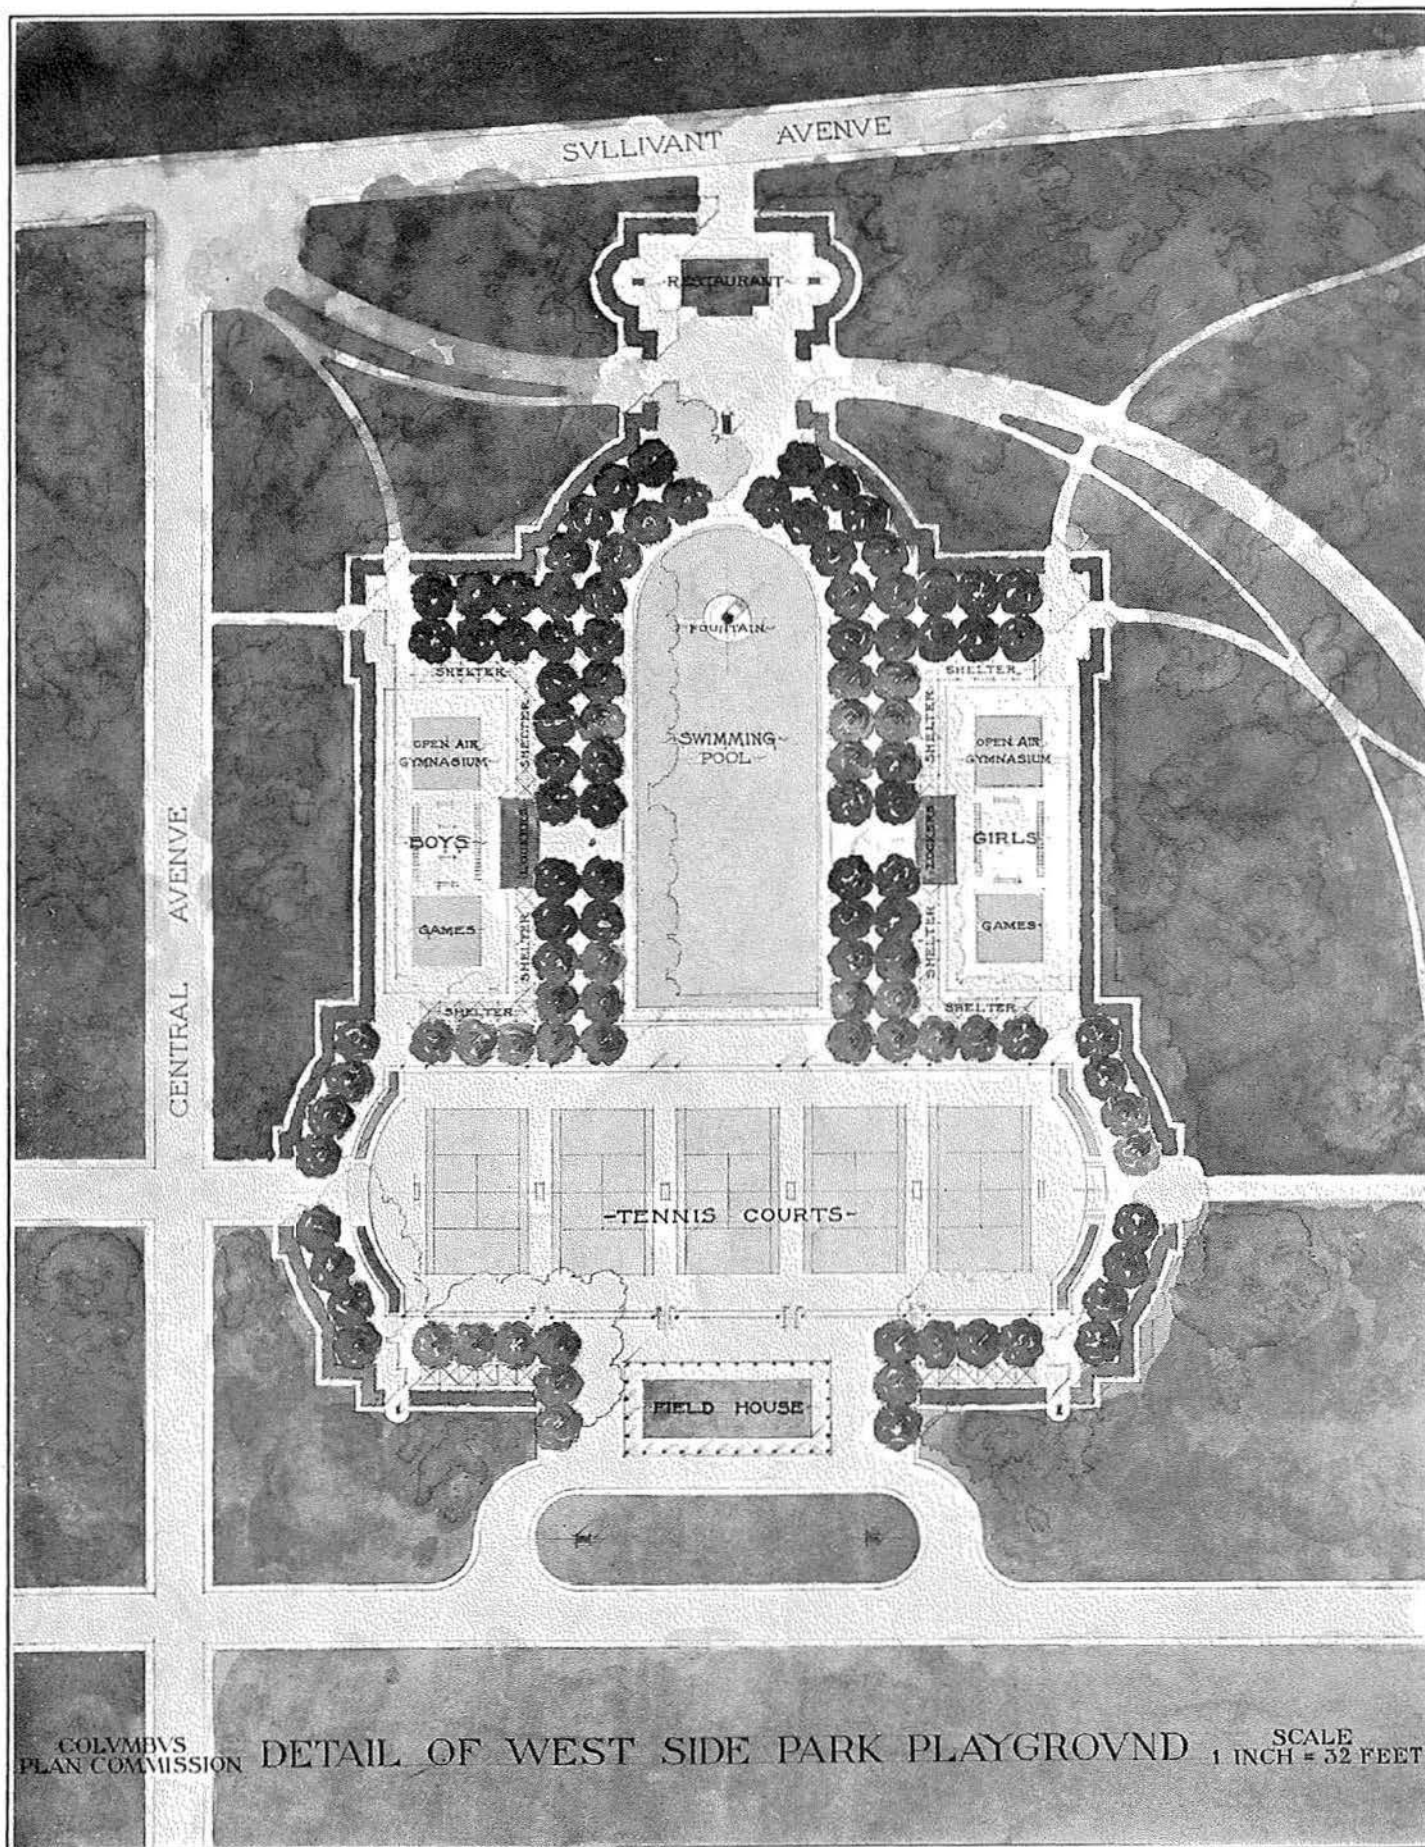 SVLLIVANT AVENVE
-RESTAURANT-
-FOUNTAIN-
-SHELTER-
-SHELTER-
SHELTER
SHELTER
-SWIMMING-
POOL-
OPEN AIR
GYMNASIUM-
OPEN AIR
GYMNASIUM
-BOYS-
LOCKERS
LOCKERS
GIRLS
GAMES-
GAMES-
SHELTER
SHELTER
-SHELTER-
-SHELTER-
CENTRAL AVENVE
-TENNIS COURTS-
-FIELD HOUSE-
COLVMBVS
PLAN COMMISSION
DETAIL OF WEST SIDE PARK PLAYGROVND
SCALE
1 INCH = 32 FEET